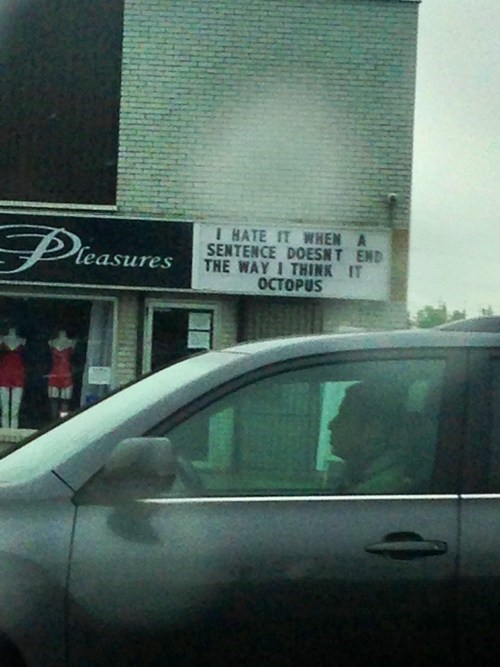 Pleasures
I HATE IT WHEN A
SENTENCE DOESNT END
THE WAY I THINK IT
OCTOPUS